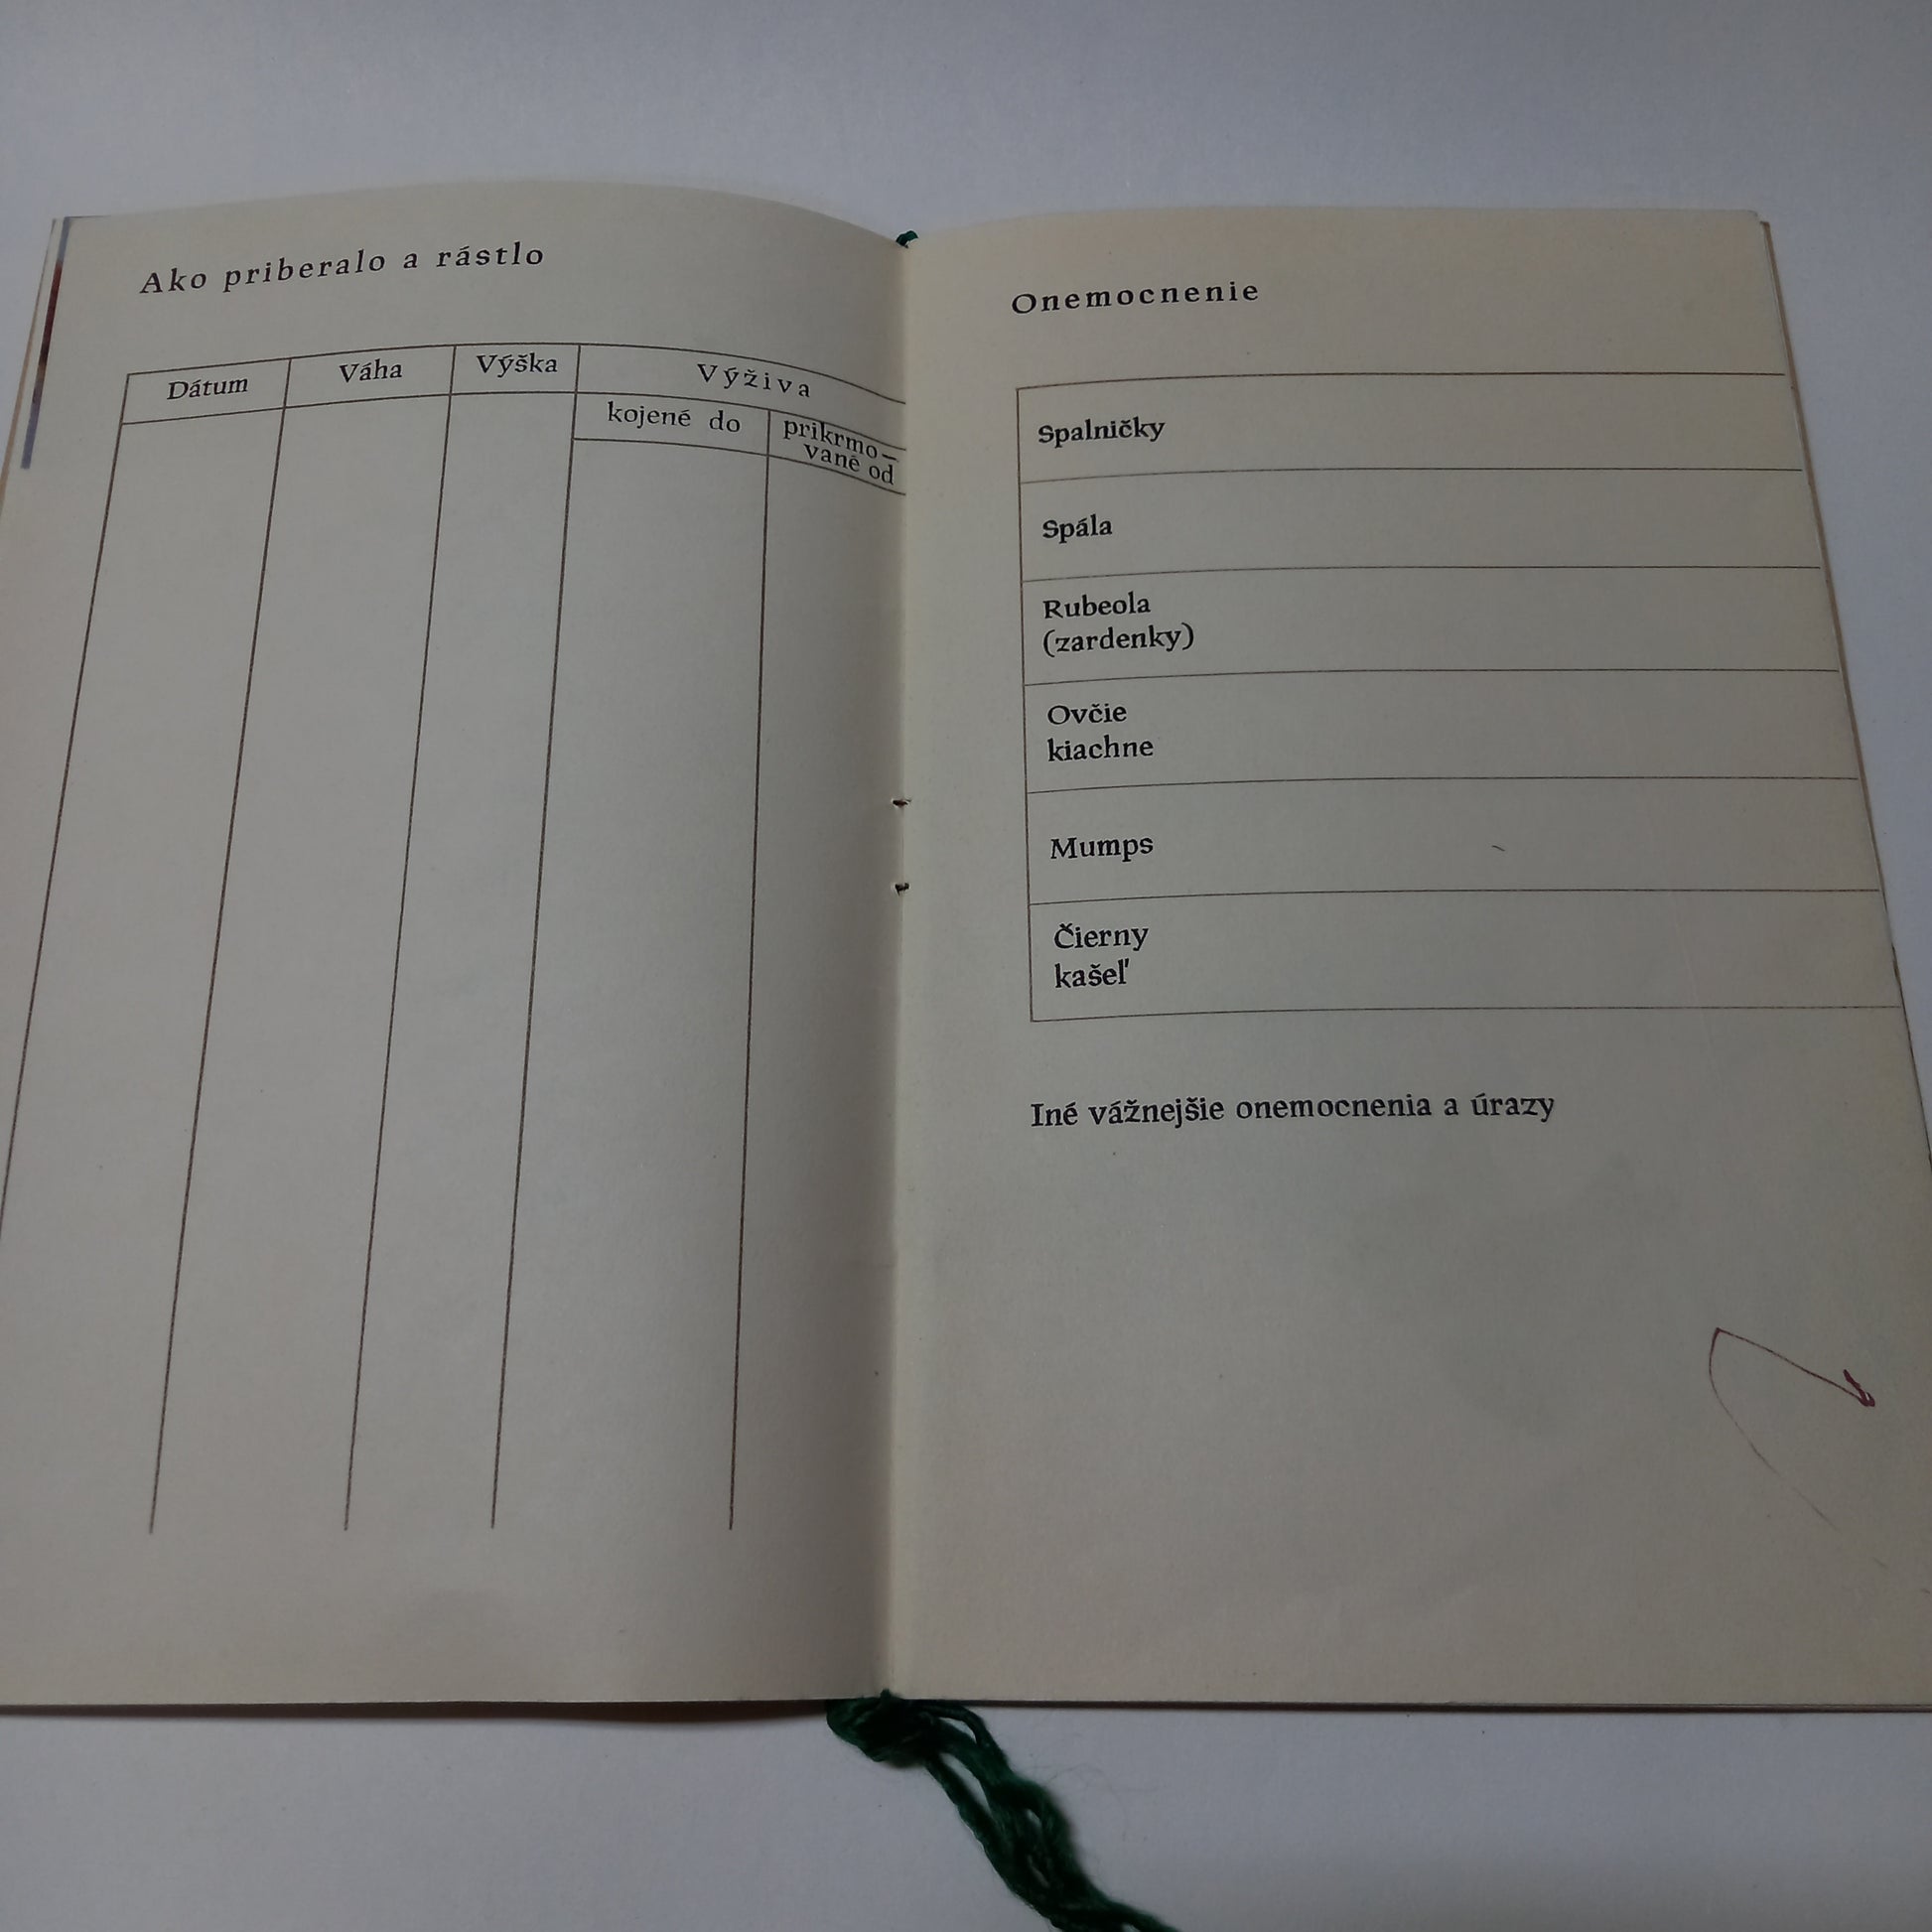 Ako priberalo a rástlo
Dátum Váha Výška Výživa
kojené do prikrmo–
vané od
Onemocnenie
Spalničky
Spála
Rubeola
(zardenky)
Ovčie
kiachne
Mumps
Čierny
kašeľ
Iné vážnejšie onemocnenia a úrazy